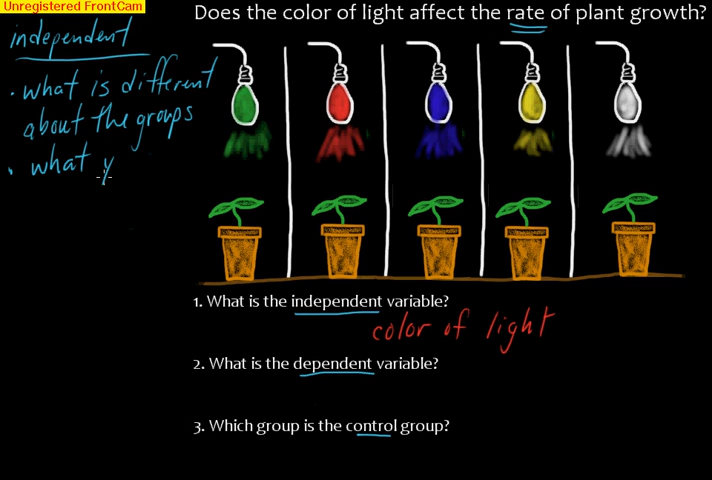 Unregistered FrontCam
Does the color of light affect the rate of plant growth?
independent
• what is different
about the groups
• what y
1. What is the independent variable?
color of light
2. What is the dependent variable?
3. Which group is the control group?